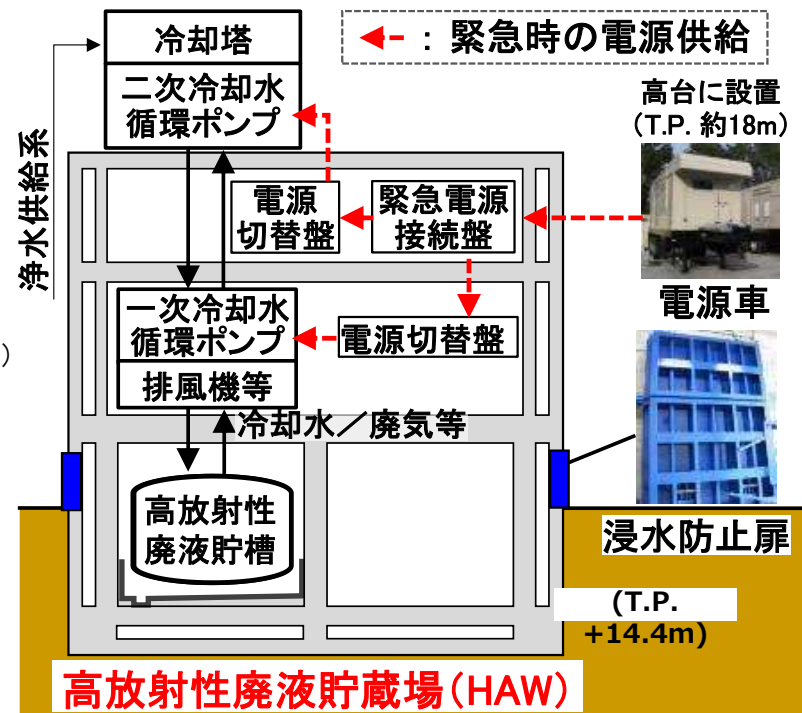 冷却塔
二次冷却水
循環ポンプ
浄水供給系
: 緊急時の電源供給
高台に設置
(T.P. 約18m)
電源車
電源
切替盤
緊急電源
接続盤
一次冷却水
循環ポンプ
排風機等
電源切替盤
)
冷却水／廃気等
高放射性
廃液貯槽
浸水防止扉
(T.P.
+14.4m)
高放射性廃液貯蔵場(HAW)